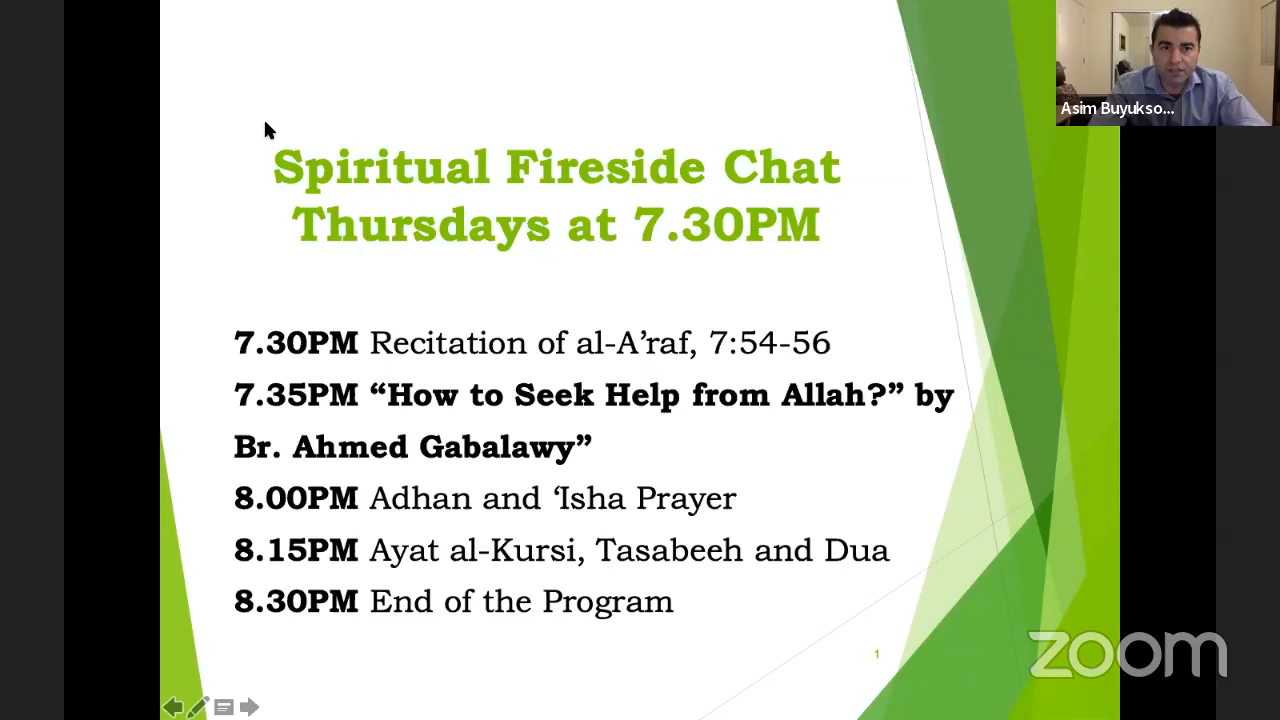 Asim Buyukso...
Spiritual Fireside Chat
Thursdays at 7.30PM
7.30PM Recitation of al-A’raf, 7:54-56
7.35PM “How to Seek Help from Allah?” by
Br. Ahmed Gabalawy”
8.00PM Adhan and ‘Isha Prayer
8.15PM Ayat al-Kursi, Tasabeeh and Dua
8.30PM End of the Program
1
zoom